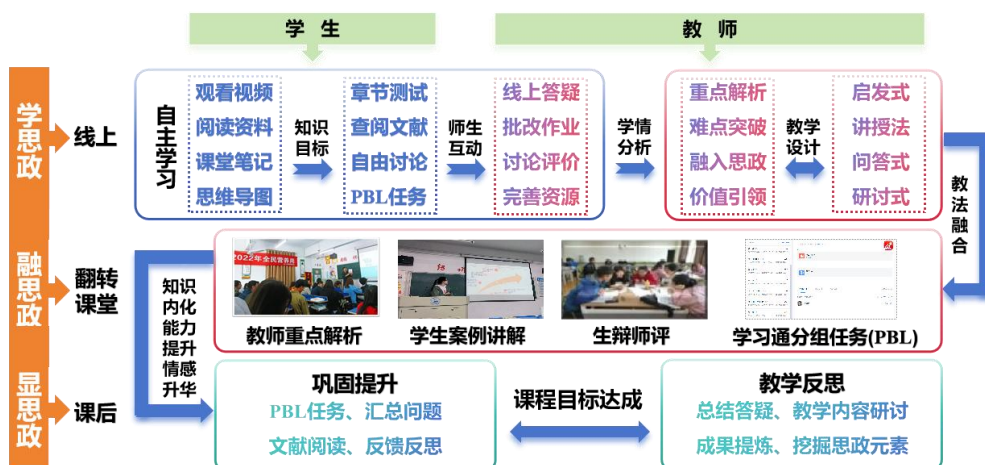 学 生
教 师
学思政
线上
自主学习
观看视频
阅读资料
课堂笔记
思维导图
知识
目标
章节测试
查阅文献
自由讨论
PBL任务
师生
互动
线上答疑
批改作业
讨论评价
完善资源
学情
分析
重点解析
难点突破
融入思政
价值引领
教学
设计
启发式
讲授法
问答式
研讨式
教法融合
融思政
翻转
课堂
知识
内化
能力
提升
情感
升华
2022年全民营养周
教师重点解析
学生案例讲解
生辩师评
学习通分组任务(PBL)
显思政
课后
巩固提升
PBL任务、汇总问题
文献阅读、反馈反思
课程目标达成
教学反思
总结答疑、教学内容研讨
成果提炼、挖掘思政元素